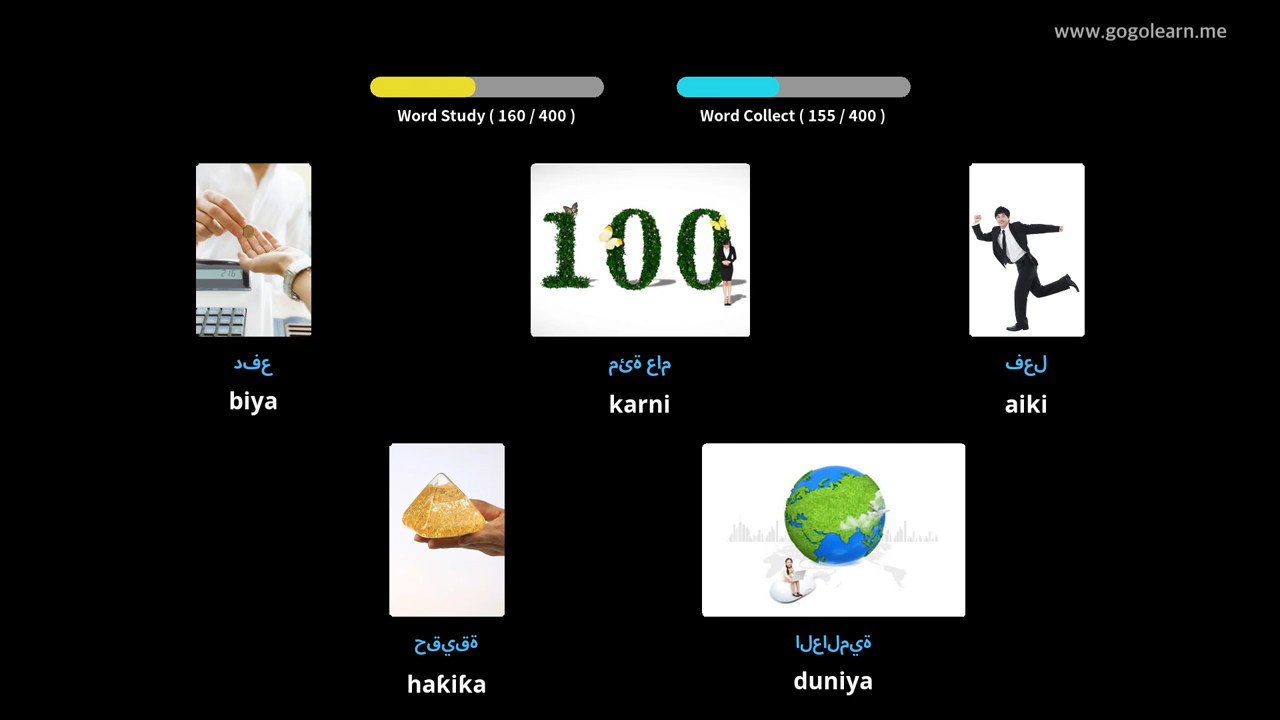 www.gogolearn.me
Word Study ( 160 / 400 )
Word Collect ( 155 / 400 )
دفع
مئة عام
فعل
biya
karni
aiki
حقيقة
العالمية
haƙiƙa
duniya